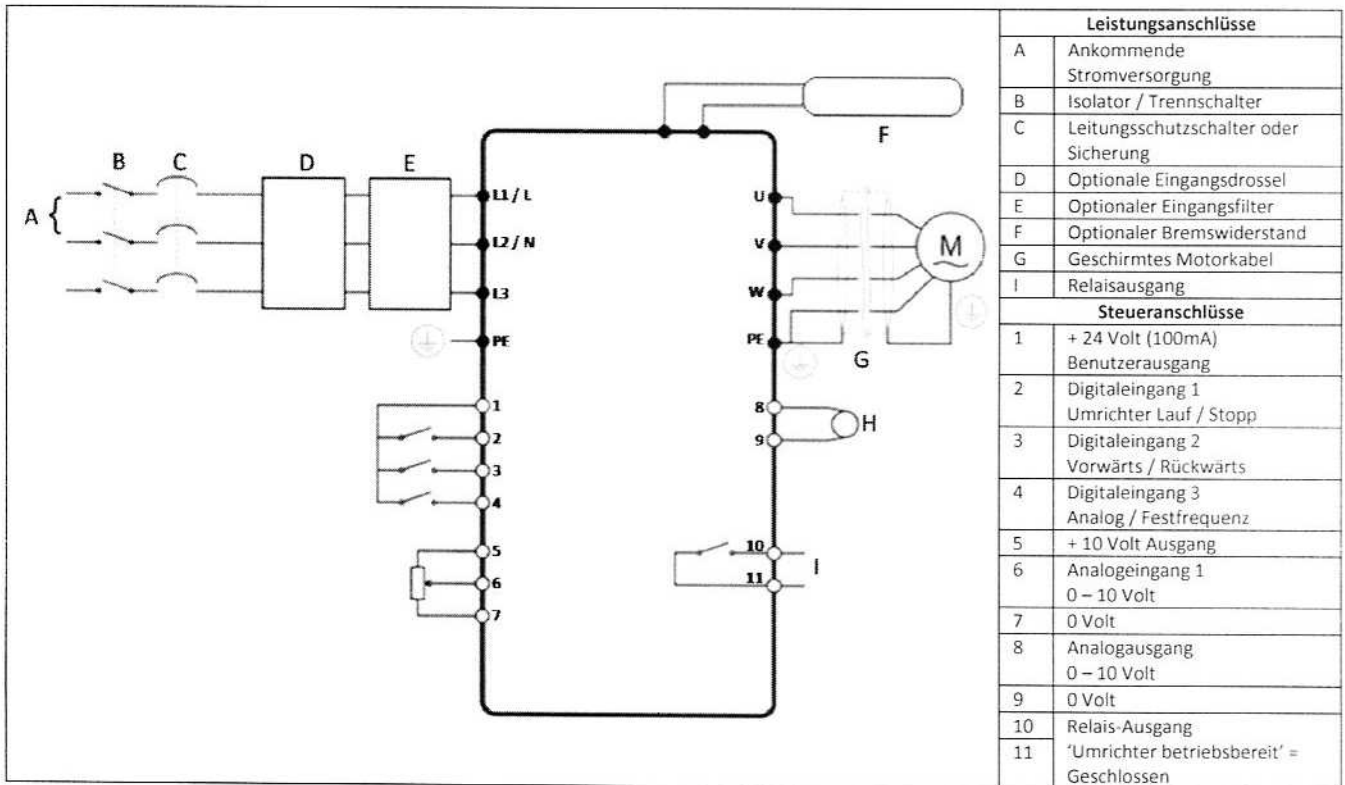 A {
B
C
D
E
F
L1 / L
L2 / N
L3
PE
U
V
W
PE
M
G
1
2
3
4
5
6
7
8
9
H
10
11
I
Leistungsanschlüsse
A Ankommende
Stromversorgung
B Isolator / Trennschalter
C Leitungsschutzschalter oder
Sicherung
D Optionale Eingangsdrossel
E Optionaler Eingangsfilter
F Optionaler Bremswiderstand
G Geschirmtes Motorkabel
I Relaisausgang
Steueranschlüsse
1 + 24 Volt (100mA)
Benutzerausgang
2 Digitaleingang 1
Umrichter Lauf / Stopp
3 Digitaleingang 2
Vorwärts / Rückwärts
4 Digitaleingang 3
Analog / Festfrequenz
5 + 10 Volt Ausgang
6 Analogeingang 1
0 – 10 Volt
7 0 Volt
8 Analogausgang
0 – 10 Volt
9 0 Volt
10 Relais-Ausgang
11 'Umrichter betriebsbereit' =
Geschlossen